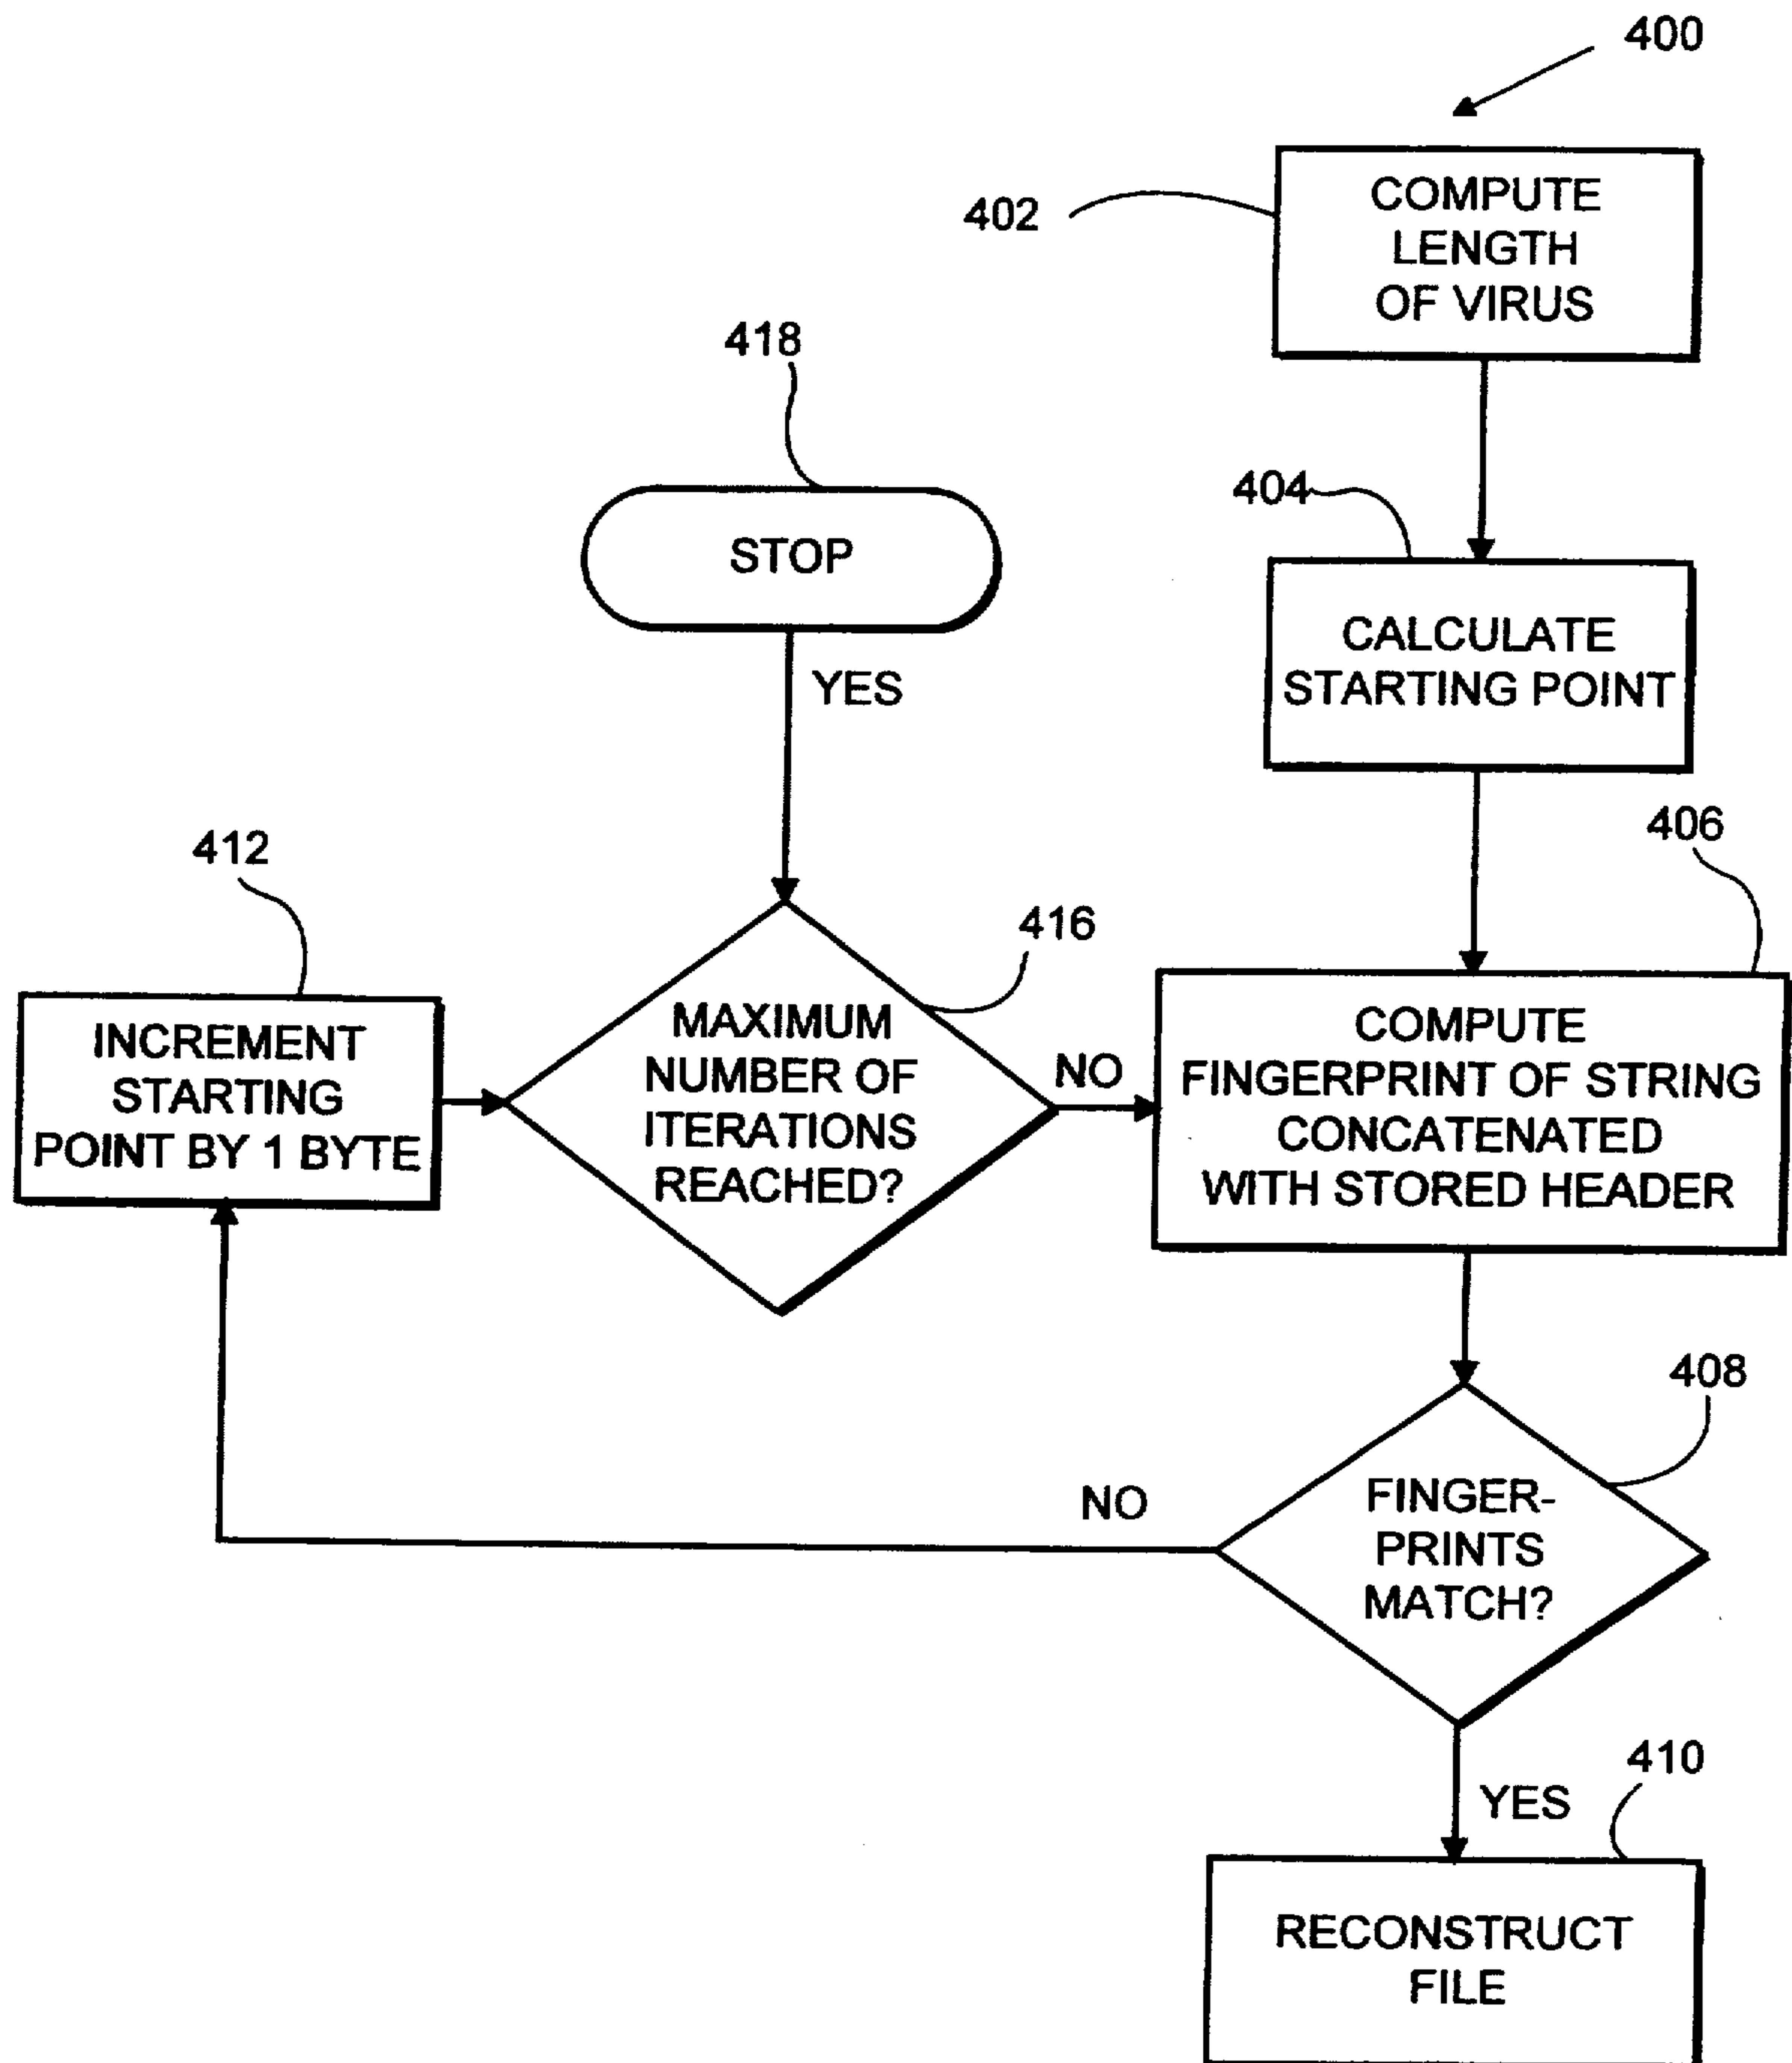 400
402
COMPUTE
LENGTH
OF VIRUS
418
STOP
YES
404
CALCULATE
STARTING POINT
412
INCREMENT
STARTING
POINT BY 1 BYTE
416
MAXIMUM
NUMBER OF
ITERATIONS
REACHED?
NO
406
COMPUTE
FINGERPRINT OF STRING
CONCATENATED
WITH STORED HEADER
408
FINGER-
PRINTS
MATCH?
NO
YES
410
RECONSTRUCT
FILE